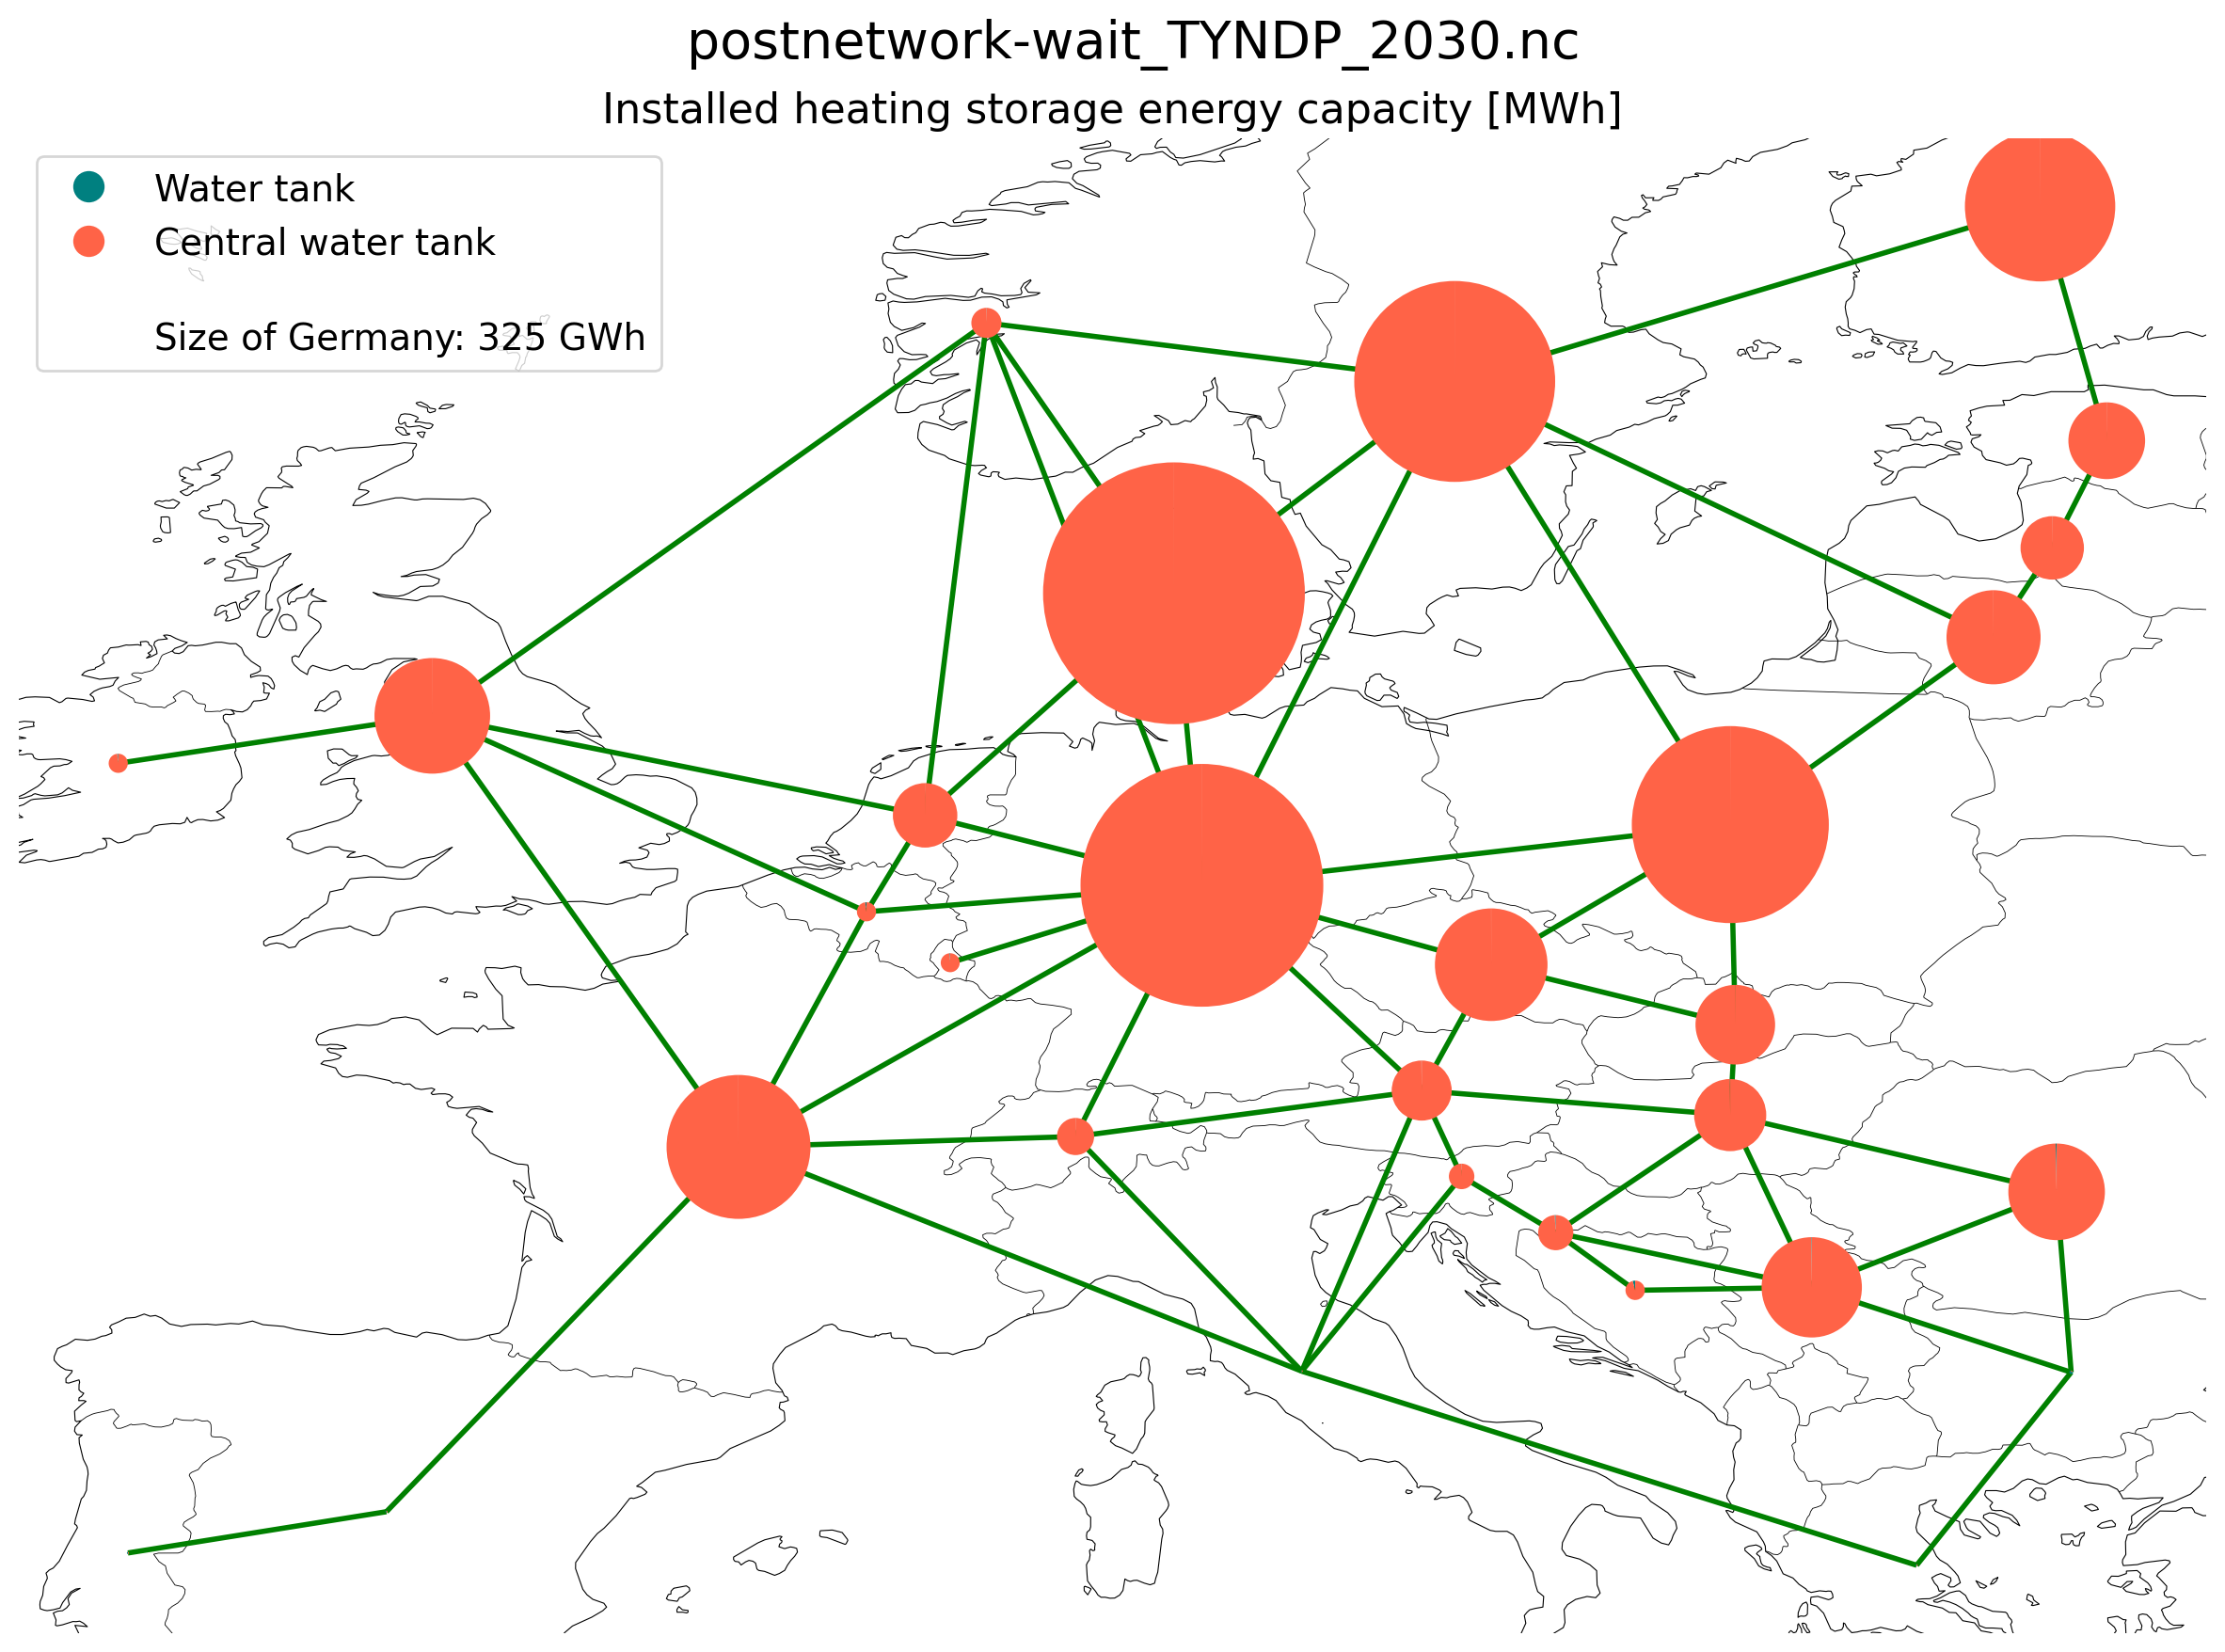 postnetwork-wait_TYNDP_2030.nc
Installed heating storage energy capacity [MWh]
Water tank
Central water tank
Size of Germany: 325 GWh